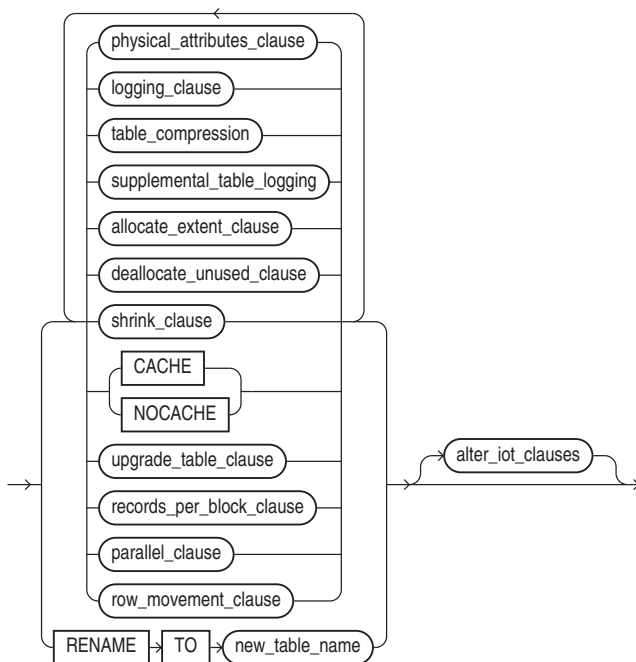 physical_attributes_clause
logging_clause
table_compression
supplemental_table_logging
allocate_extent_clause
deallocate_unused_clause
shrink_clause
CACHE
NOCACHE
upgrade_table_clause
alter_iot_clauses
records_per_block_clause
parallel_clause
row_movement_clause
RENAME TO new_table_name